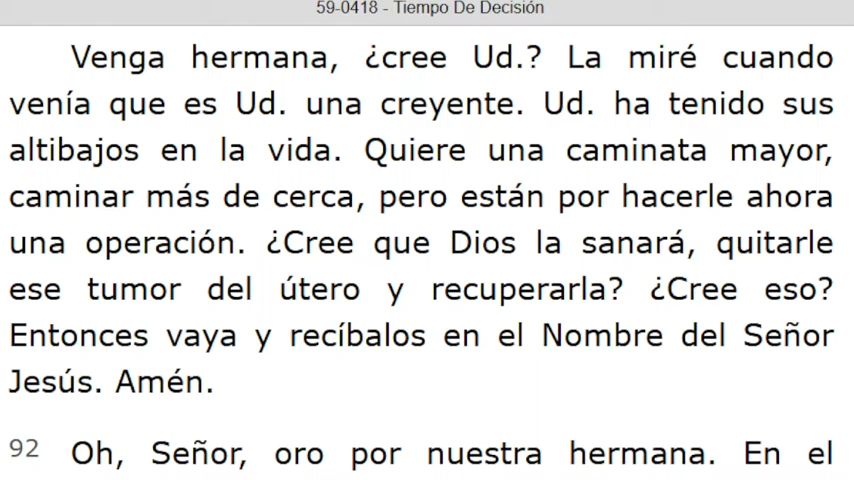 59-0418 - Tiempo De Decisión
Venga hermana, ¿cree Ud.? La miré cuando
venía que es Ud. una creyente. Ud. ha tenido sus
altibajos en la vida. Quiere una caminata mayor,
caminar más de cerca, pero están por hacerle ahora
una operación. ¿Cree que Dios la sanará, quitarle
ese tumor del útero y recuperarla? ¿Cree eso?
Entonces vaya y recíbalos en el Nombre del Señor
Jesús. Amén.
92 Oh, Señor, oro por nuestra hermana. En el